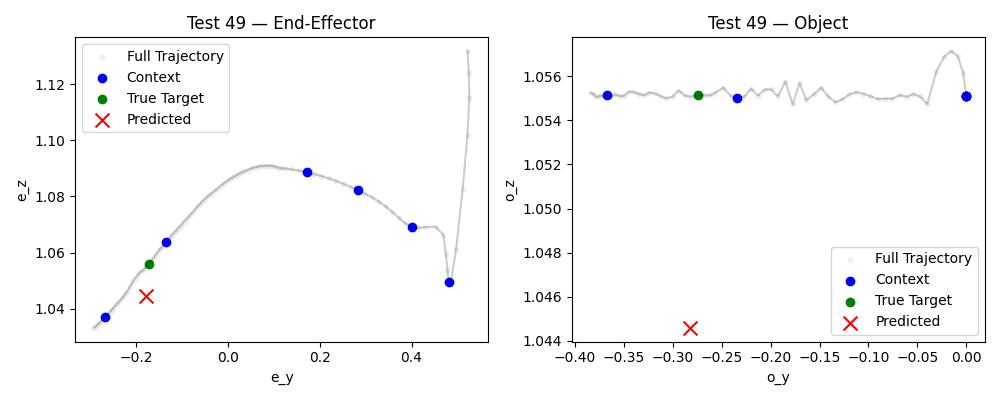 Test 49 — End-Effector
Full Trajectory
Context
True Target
Predicted
e_z
1.12
1.10
1.08
1.06
1.04
−0.2
0.0
0.2
0.4
e_y
Test 49 — Object
o_z
1.056
1.054
1.052
1.050
1.048
1.046
1.044
Full Trajectory
Context
True Target
Predicted
−0.40
−0.35
−0.30
−0.25
−0.20
−0.15
−0.10
−0.05
0.00
o_y